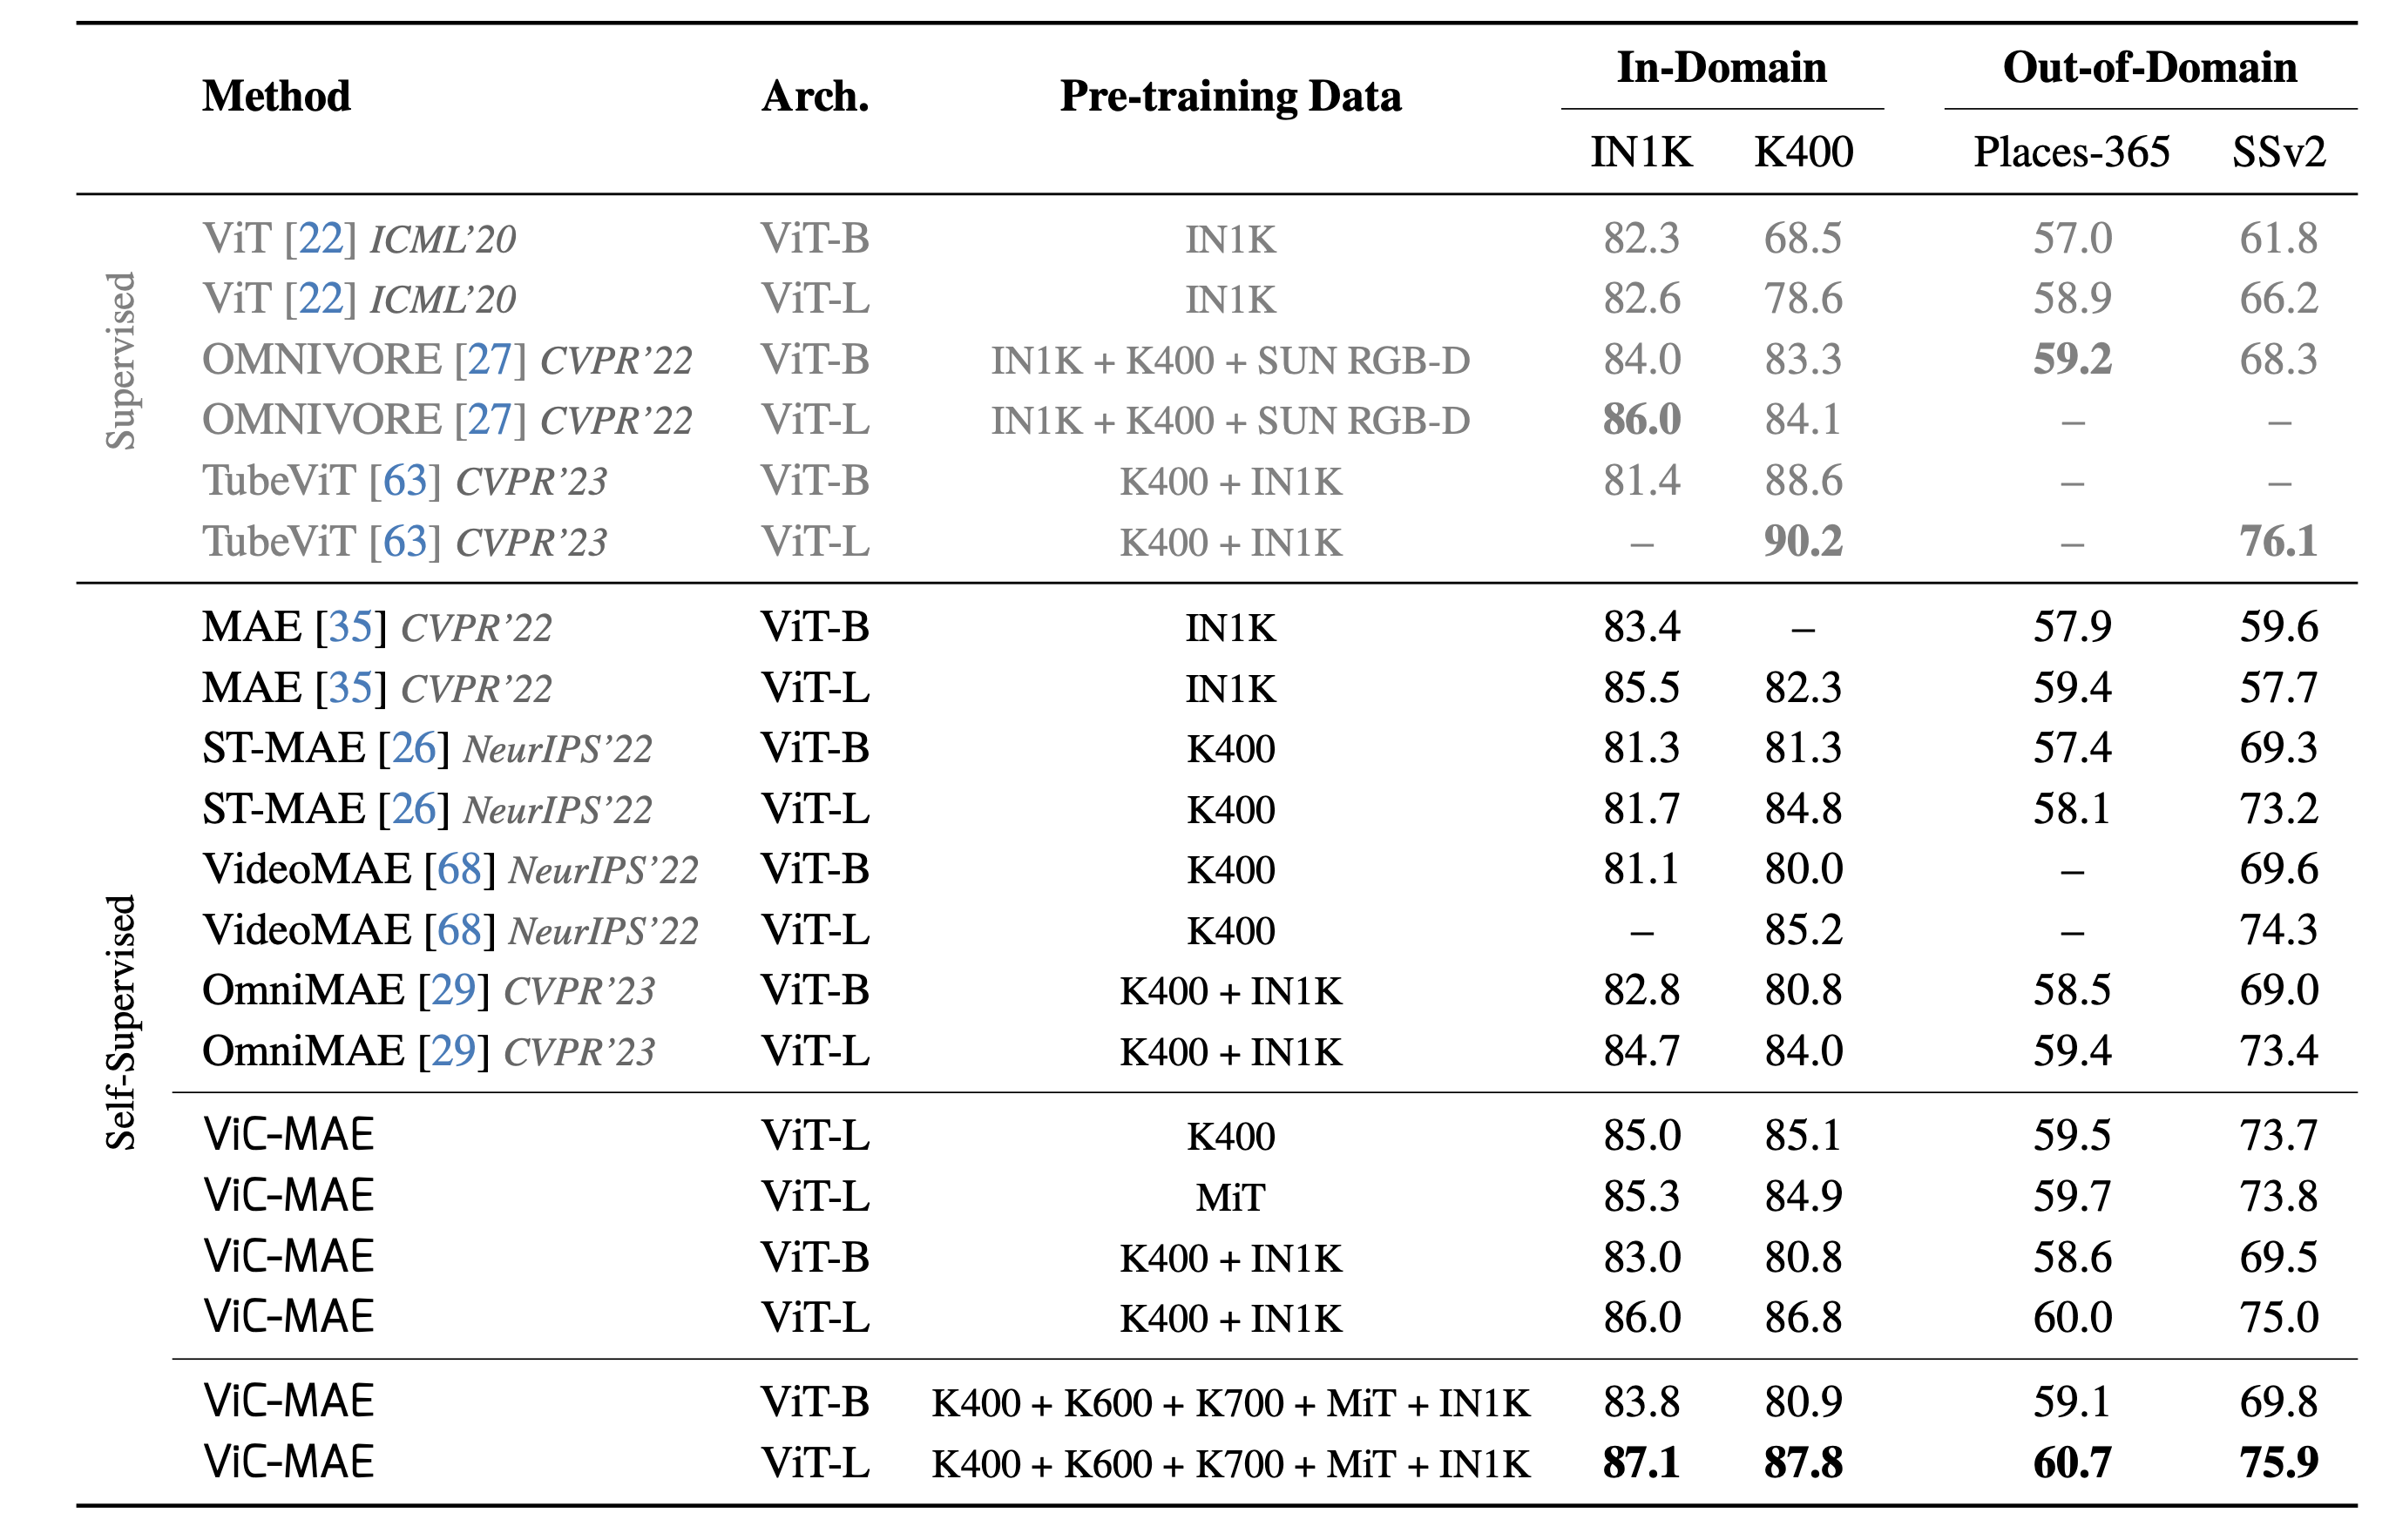 Method Arch. Pre-training Data In-Domain Out-of-Domain
IN1K K400 Places-365 SSv2
Supervised
ViT [22] ICML’20 ViT-B IN1K 82.3 68.5 57.0 61.8
ViT [22] ICML’20 ViT-L IN1K 82.6 78.6 58.9 66.2
OMNIVORE [27] CVPR’22 ViT-B IN1K + K400 + SUN RGB-D 84.0 83.3 59.2 68.3
OMNIVORE [27] CVPR’22 ViT-L IN1K + K400 + SUN RGB-D 86.0 84.1 – –
TubeViT [63] CVPR’23 ViT-B K400 + IN1K 81.4 88.6 – –
TubeViT [63] CVPR’23 ViT-L K400 + IN1K – 90.2 – 76.1
Self-Supervised
MAE [35] CVPR’22 ViT-B IN1K 83.4 – 57.9 59.6
MAE [35] CVPR’22 ViT-L IN1K 85.5 82.3 59.4 57.7
ST-MAE [26] NeurIPS’22 ViT-B K400 81.3 81.3 57.4 69.3
ST-MAE [26] NeurIPS’22 ViT-L K400 81.7 84.8 58.1 73.2
VideoMAE [68] NeurIPS’22 ViT-B K400 81.1 80.0 – 69.6
VideoMAE [68] NeurIPS’22 ViT-L K400 – 85.2 – 74.3
OmniMAE [29] CVPR’23 ViT-B K400 + IN1K 82.8 80.8 58.5 69.0
OmniMAE [29] CVPR’23 ViT-L K400 + IN1K 84.7 84.0 59.4 73.4
ViC-MAE ViT-L K400 85.0 85.1 59.5 73.7
ViC-MAE ViT-L MiT 85.3 84.9 59.7 73.8
ViC-MAE ViT-B K400 + IN1K 83.0 80.8 58.6 69.5
ViC-MAE ViT-L K400 + IN1K 86.0 86.8 60.0 75.0
ViC-MAE ViT-B K400 + K600 + K700 + MiT + IN1K 83.8 80.9 59.1 69.8
ViC-MAE ViT-L K400 + K600 + K700 + MiT + IN1K 87.1 87.8 60.7 75.9